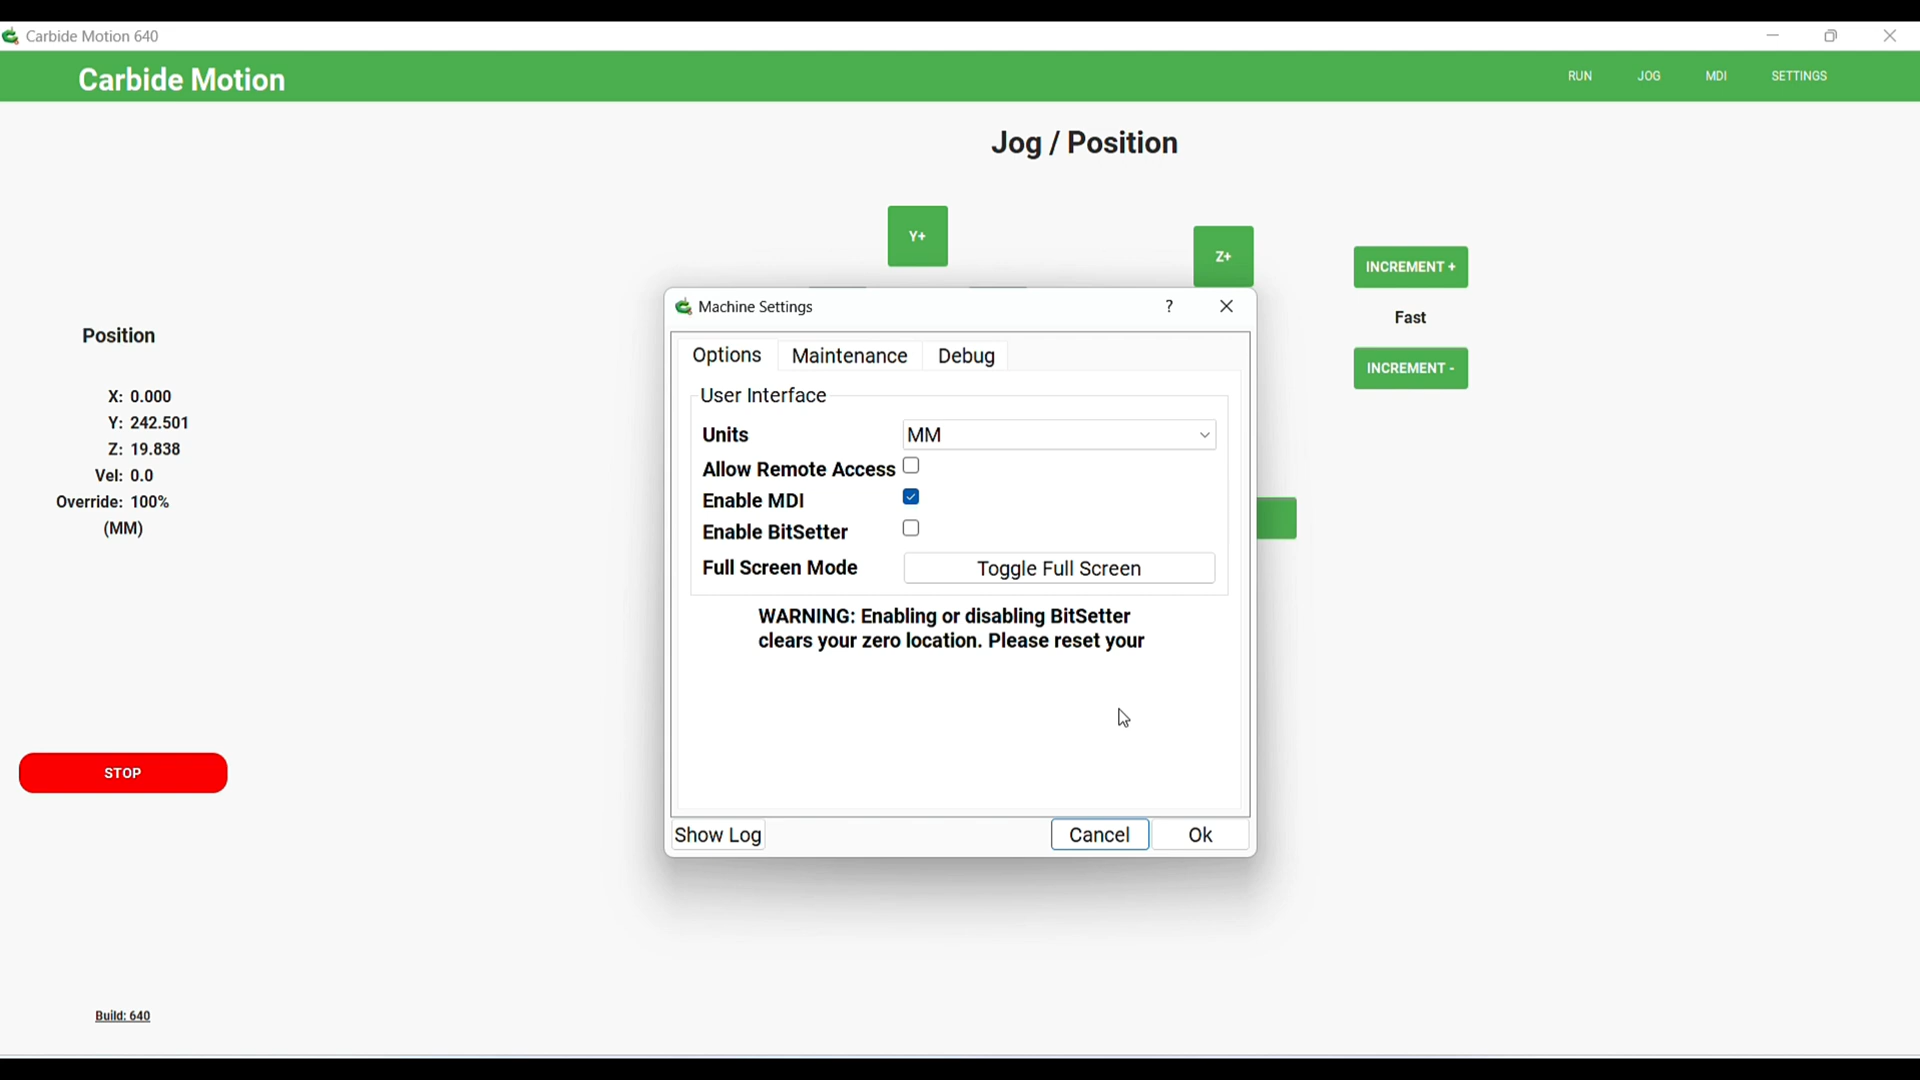 Carbide Motion 640
Carbide Motion
RUN
JOG
MDI
SETTINGS
Jog / Position
Y+
Z+
INCREMENT +
Fast
INCREMENT -
Position
X: 0.000
Y: 242.501
Z: 19.838
Vel: 0.0
Override: 100%
(MM)
STOP
Build: 640
Machine Settings
?
Options
Maintenance
Debug
User Interface
Units
MM
Allow Remote Access
Enable MDI
Enable BitSetter
Full Screen Mode
Toggle Full Screen
WARNING: Enabling or disabling BitSetter
clears your zero location. Please reset your
Show Log
Cancel
Ok